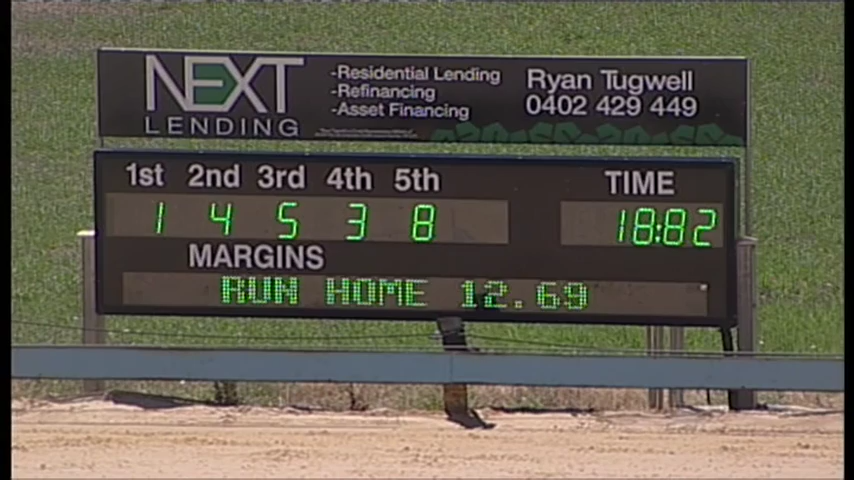 NEXT
LENDING
-Residential Lending
-Refinancing
-Asset Financing
Ryan Tugwell
0402 429 449
1st 2nd 3rd 4th 5th TIME
1 4 5 3 8 18:82
MARGINS
RUN HOME 12.69